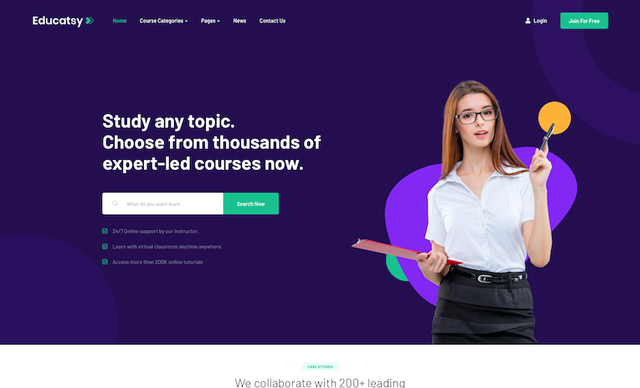 Educatsy
Home Course Categories Pages News Contact Us Login Join For Free
Study any topic.
Choose from thousands of
expert-led courses now.
What do you want learn Search Now
24/7 Online support by our instructor.
Learn with virtual classroom anytime anywhere
Access more then 200K online tutorials
CASE STUDIES
We collaborate with 200+ leading